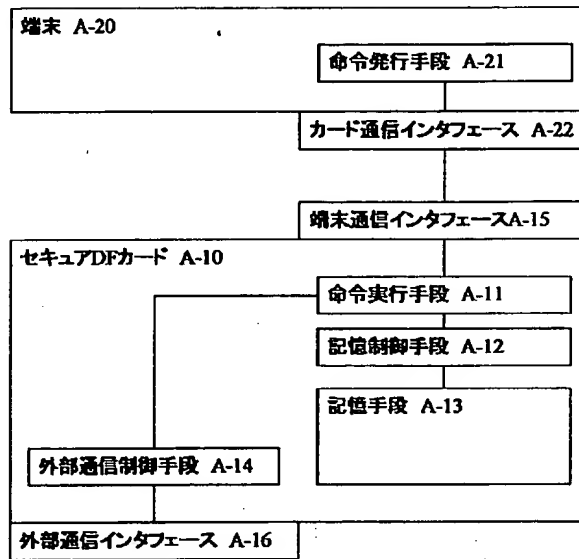 端末 A-20
命令発行手段 A-21
カード通信インタフェース A-22
端末通信インタフェースA-15
セキュアDFカード A-10
命令実行手段 A-11
記憶制御手段 A-12
記憶手段 A-13
外部通信制御手段 A-14
外部通信インタフェース A-16